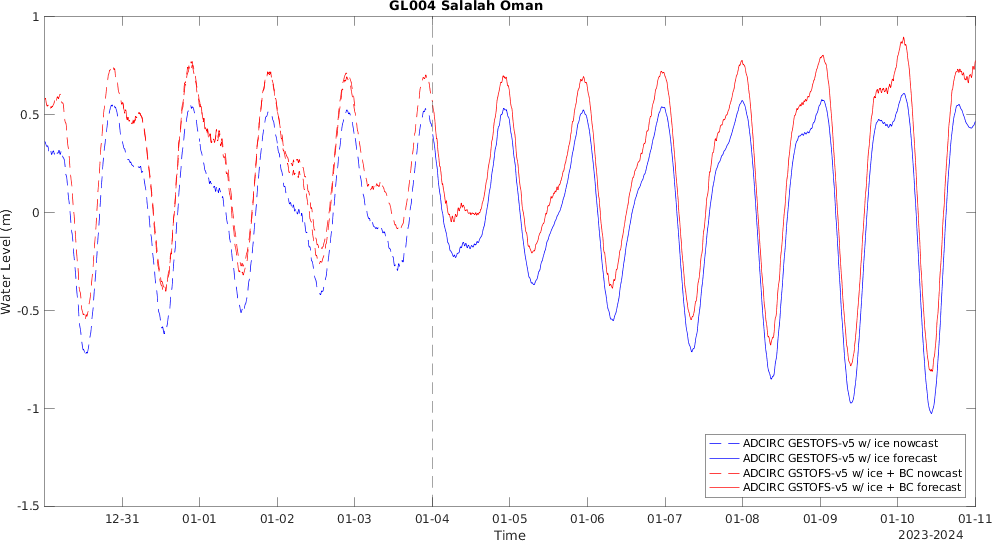 GL004 Salalah Oman
Water Level (m)
1
0.5
0
-0.5
-1
-1.5
ADCIRC GESTOFS-v5 w/ ice nowcast
ADCIRC GESTOFS-v5 w/ ice forecast
ADCIRC GSTOFS-v5 w/ ice + BC nowcast
ADCIRC GSTOFS-v5 w/ ice + BC forecast
12-31 01-01 01-02 01-03 01-04 01-05 01-06 01-07 01-08 01-09 01-10 01-11
Time
2023-2024